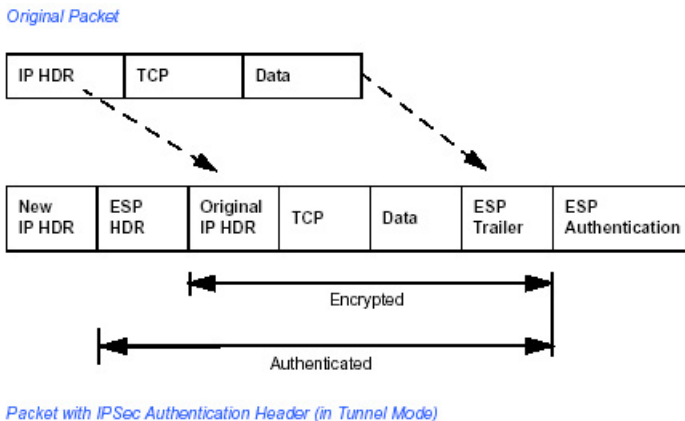 Original Packet
IP HDR TCP Data
New IP HDR ESP HDR Original IP HDR TCP Data ESP Trailer ESP Authentication
Encrypted
Authenticated
Packet with IPSec Authentication Header (in Tunnel Mode)